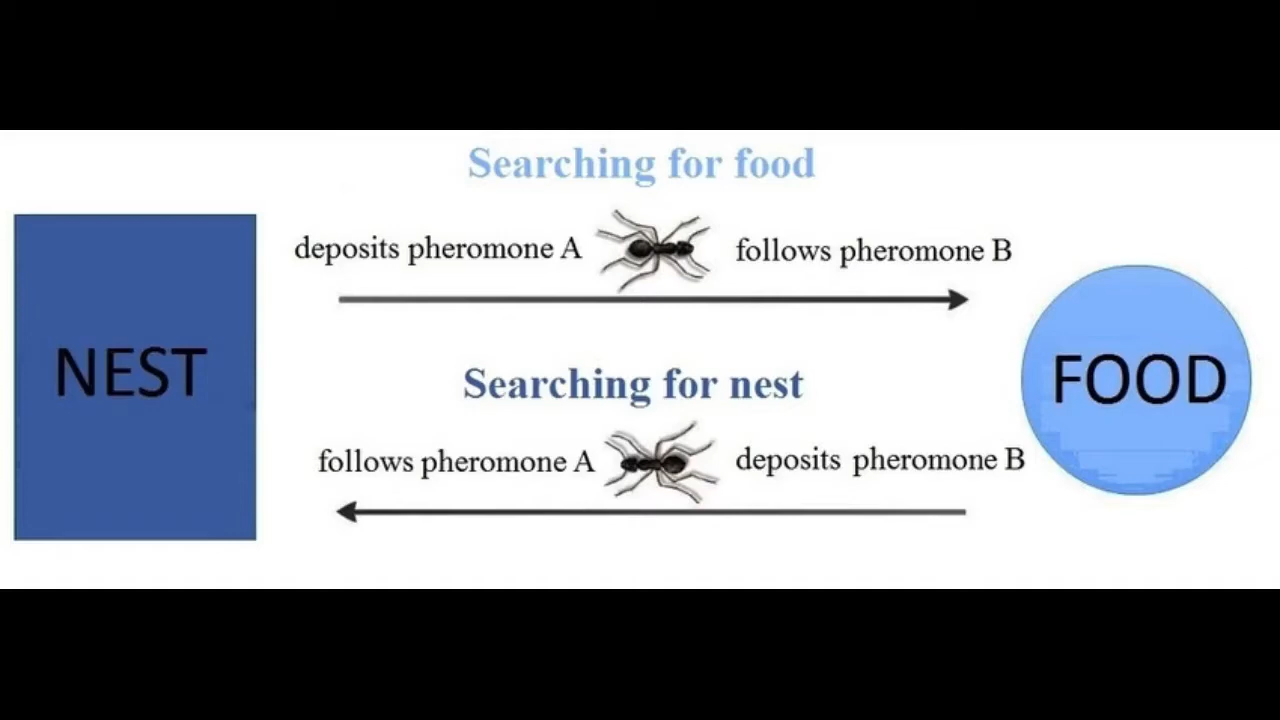 Searching for food
deposits pheromone A
follows pheromone B
NEST
FOOD
Searching for nest
follows pheromone A
deposits pheromone B